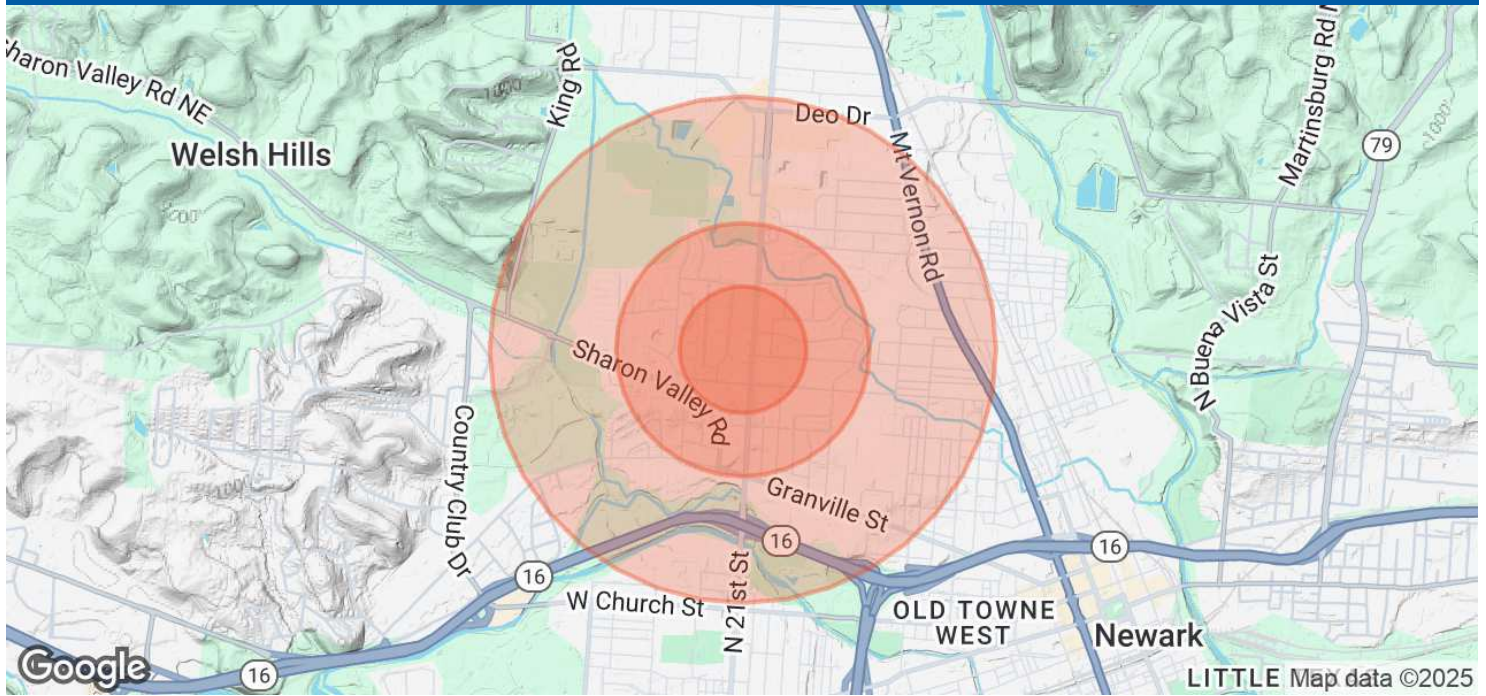 Sharon Valley Rd NE
King Rd
Deo Dr
Martinsburg Rd N
Welsh Hills
79
1000'
Mt Vernon Rd
N Buena Vista St
Sharon Valley Rd
Country Club Dr
Granville St
16
16
16
W Church St
N 21st St
OLD TOWNE
WEST
Newark
16
Google
LITTLE
Map data ©2025